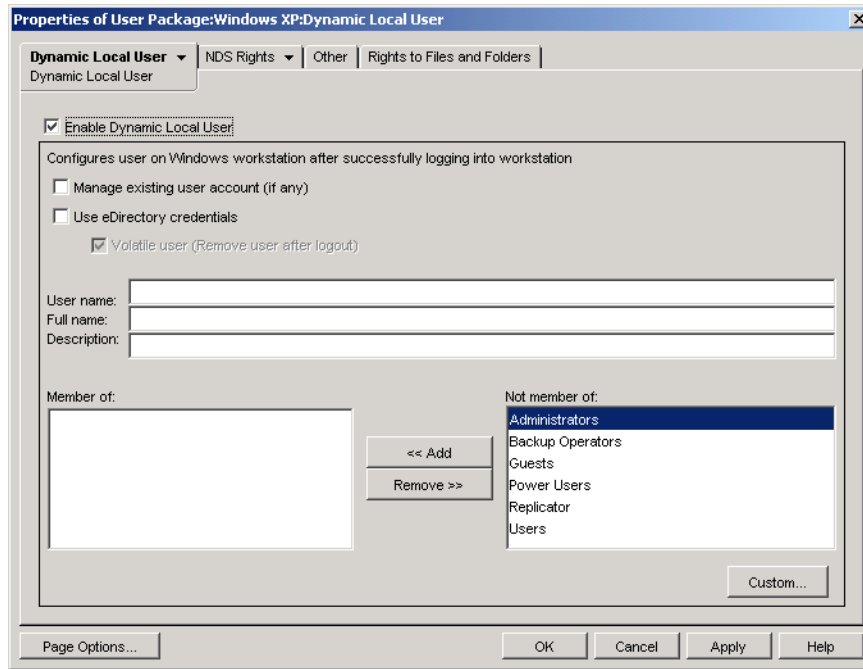 Properties of User Package:Windows XP:Dynamic Local User
Dynamic Local User NDS Rights Other Rights to Files and Folders
Dynamic Local User
Enable Dynamic Local User
Configures user on Windows workstation after successfully logging into workstation
Manage existing user account (if any)
Use eDirectory credentials
Volatile user (Remove user after logout)
User name:
Full name:
Description:
Member of:
Not member of:
Administrators
Backup Operators
Guests
Power Users
Replicator
Users
<< Add
Remove >>
Custom...
Page Options... OK Cancel Apply Help